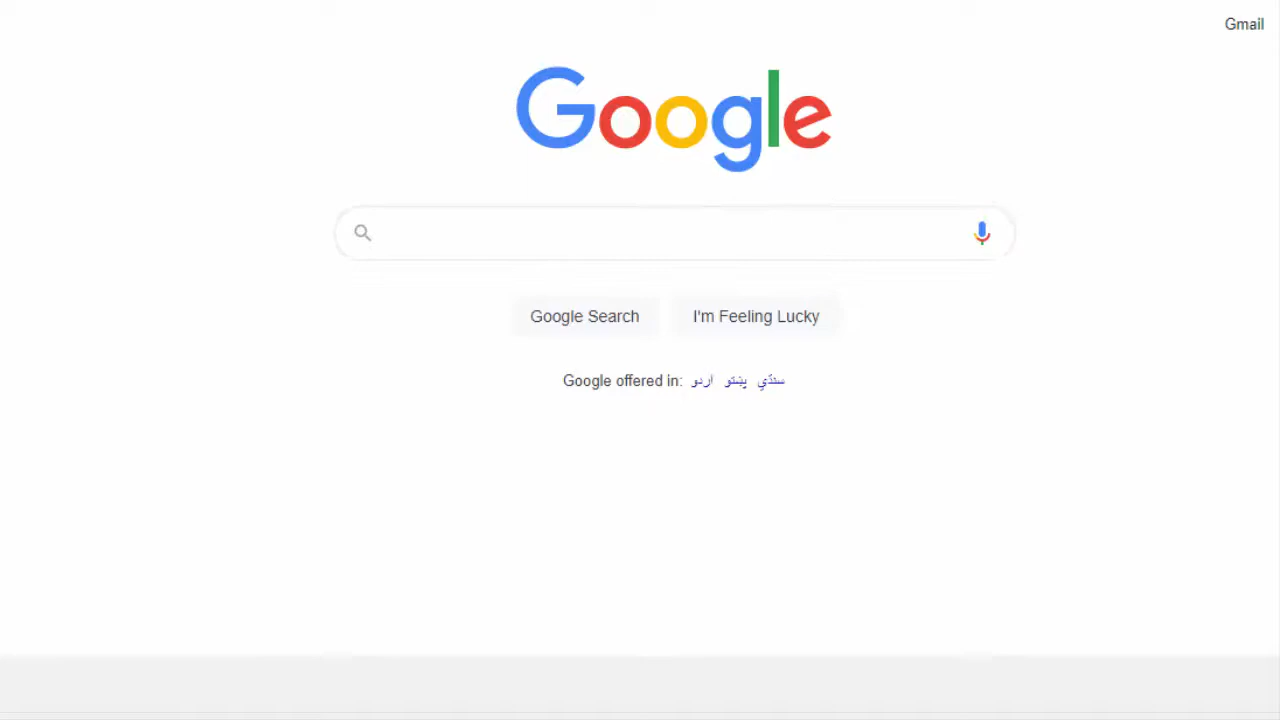 Gmail
Google
Google Search
I'm Feeling Lucky
Google offered in: اردو پښتو سنڌي